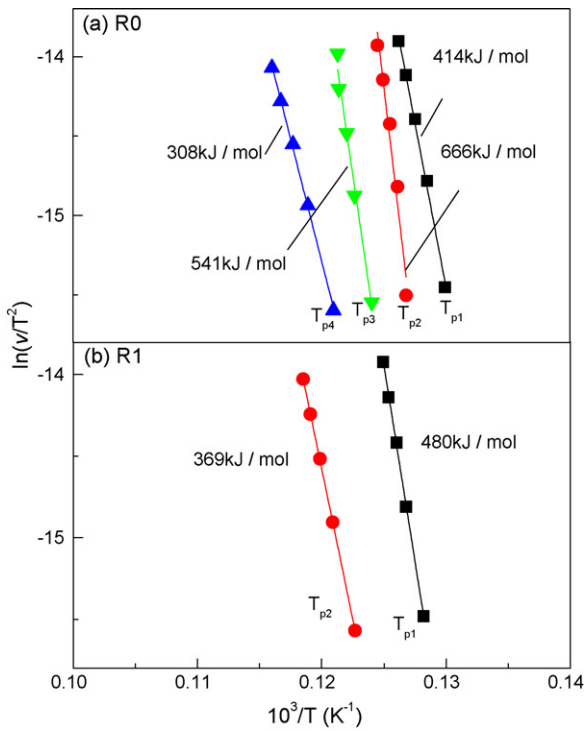 (a) R0
-14
414kJ / mol
308kJ / mol
666kJ / mol
-15
541kJ / mol
Tp4
Tp3
Tp2
Tp1
ln(v/T²)
(b) R1
-14
369kJ / mol
480kJ / mol
-15
Tp2
Tp1
0.10
0.11
0.12
0.13
0.14
10³/T (K⁻¹)